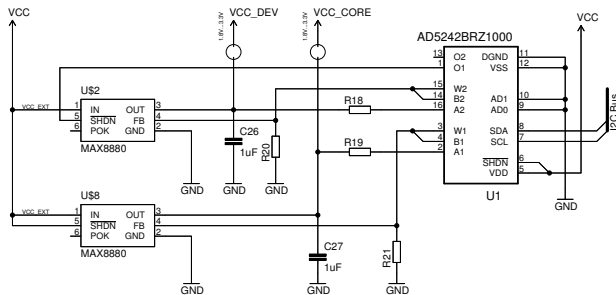 VCC
VCC_DEV
VCC_CORE
VCC
1.8V...3.3V
1.8V...3.3V
AD5242BRZ1000
13 O2 DGND 11
1 O1 VSS 12
15 W2
14 B2 AD1 10
16 A2 AD0 9
3 W1 SDA 8
4 B1 SCL 7
2 A1
SHDN 6
VDD 5
U1
I2C Bus
GND
U$2
VCC_EXT
1 IN OUT 3
5 SHDN FB 4
6 POK GND 2
MAX8880
R18
C26
1uF
R20
R19
GND
GND
GND
U$8
VCC_EXT
1 IN OUT 3
5 SHDN FB 4
6 POK GND 2
MAX8880
C27
1uF
R21
GND
GND
GND